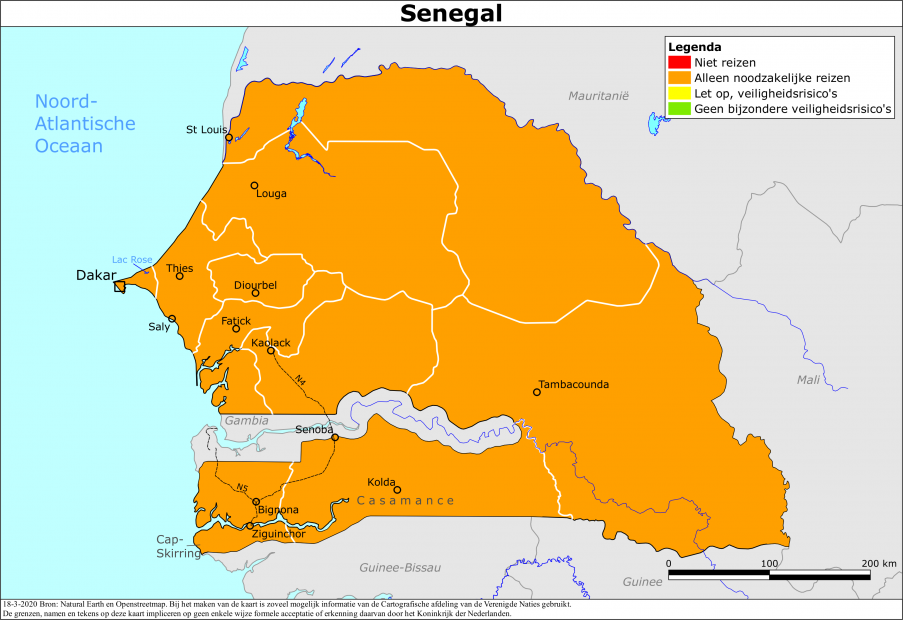 Senegal
Legenda
Niet reizen
Alleen noodzakelijke reizen
Let op, veiligheidsrisico's
Geen bijzondere veiligheidsrisico's
Noord-
Atlantische
Oceaan
Mauritanië
St Louis
Louga
Lac Rose
Thies
Dakar
Diourbel
Saly
Fatick
Kaolack
N4
Tambacounda
Mali
Gambia
Senoba
Kolda
Casamance
N5
Bignona
Ziguinchor
Cap-
Skirring
Guinee-Bissau
Guinee
0 100 200 km
18-3-2020 Bron: Natural Earth en Openstreetmap. Bij het maken van de kaart is zoveel mogelijk informatie van de Cartografische afdeling van de Verenigde Naties gebruikt.
De grenzen, namen en tekens op deze kaart impliceren op geen enkele wijze formele acceptatie of erkenning daarvan door het Koninkrijk der Nederlanden.